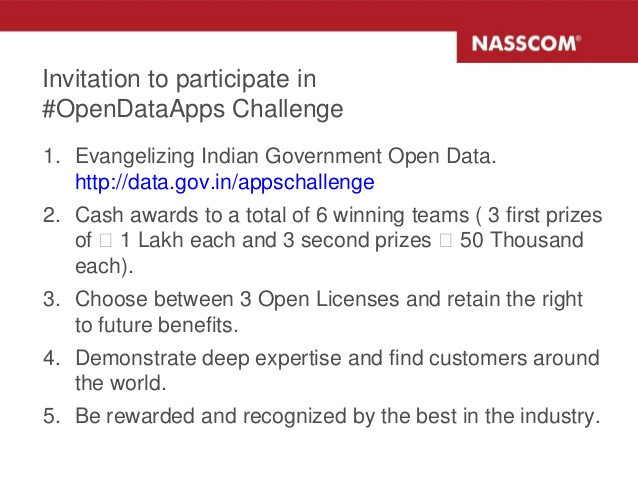 NASSCOM®
Invitation to participate in
#OpenDataApps Challenge
1. Evangelizing Indian Government Open Data.
http://data.gov.in/appschallenge
2. Cash awards to a total of 6 winning teams ( 3 first prizes
of □ 1 Lakh each and 3 second prizes □ 50 Thousand
each).
3. Choose between 3 Open Licenses and retain the right
to future benefits.
4. Demonstrate deep expertise and find customers around
the world.
5. Be rewarded and recognized by the best in the industry.